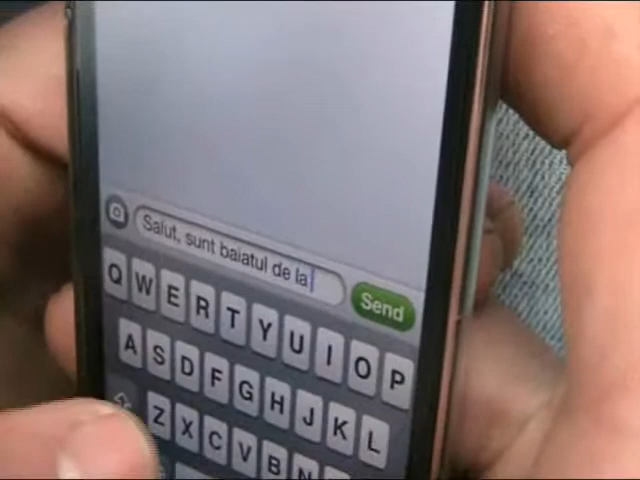 Salut, sunt baiatul de la
Send
Q W E R T Y U I O P
A S D F G H J K L
Z X C V B N